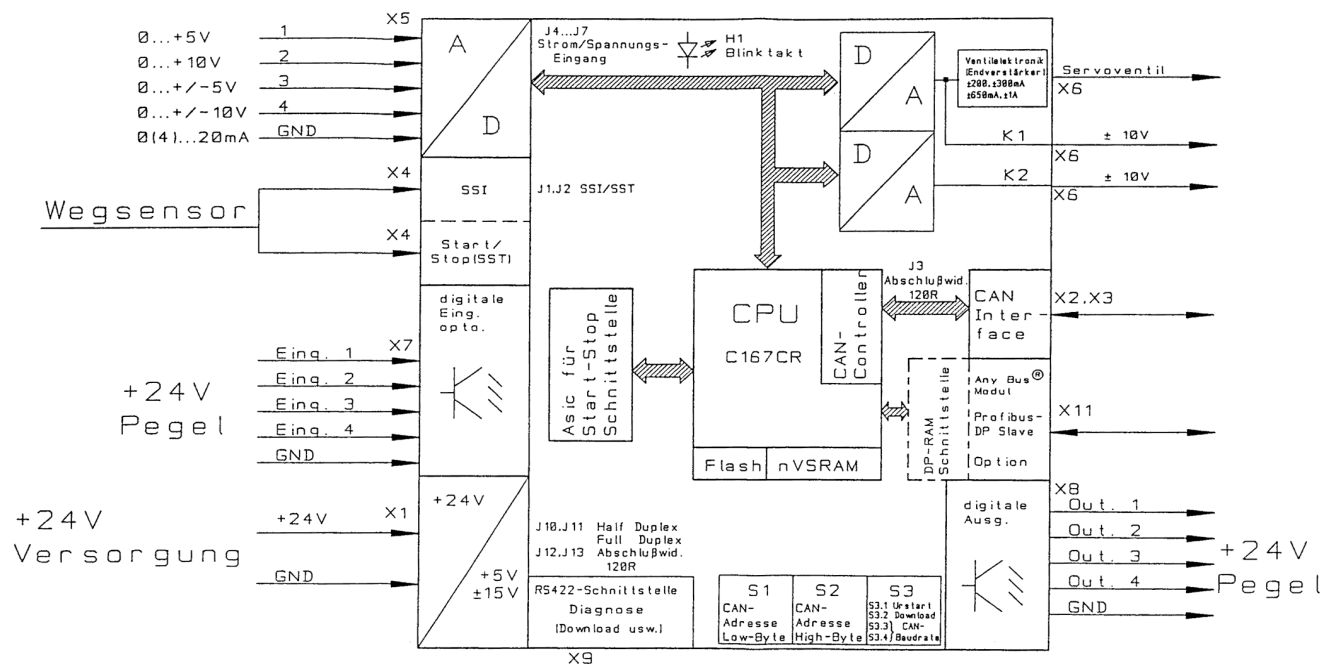 X5
0...+5V 1
0...+10V 2
0...+/-5V 3
0...+/-10V 4
0(4)...20mA GND
A
D
J4...J7
Strom/Spannungs-
Eingang
H1
Blinktakt
D
A
Ventilelektronik
(Endverstärker)
±200,±300mA
±650mA,±1A
Servoventil
X6
K1 ± 10V
X6
D
A
K2 ± 10V
X6
Wegsensor
X4
SSI
J1,J2 SSI/SST
X4
Start/
Stop(SST)
digitale
Eing.
opto.
X7
+24V
Pegel
Eing. 1
Eing. 2
Eing. 3
Eing. 4
GND
Asic für
Start-Stop
Schnittstelle
CPU
C167CR
CAN-
Controller
Flash nVSRAM
J3
Abschlußwid.
120R
CAN
Inter-
face
X2,X3
DP-RAM
Schnittstelle
Any Bus®
Modul
Profibus-
DP Slave
Option
X11
+24V
Versorgung
X1
+24V
GND
+24V
+5V
±15V
J10,J11 Half Duplex
Full Duplex
J12,J13 Abschlußwid.
120R
RS422-Schnittstelle
Diagnose
(Download usw.)
X9
S1
CAN-
Adresse
Low-Byte
S2
CAN-
Adresse
High-Byte
S3
S3.1 Urstart
S3.2 Download
S3.3} CAN-
S3.4} Baudrate
digitale
Ausg.
X8
Out. 1
Out. 2
Out. 3
Out. 4
GND
+24V
Pegel